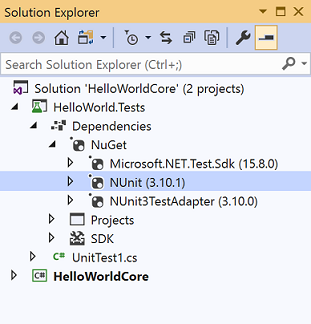 Solution Explorer
Search Solution Explorer (Ctrl+;)
Solution 'HelloWorldCore' (2 projects)
HelloWorld.Tests
Dependencies
NuGet
Microsoft.NET.Test.Sdk (15.8.0)
NUnit (3.10.1)
NUnit3TestAdapter (3.10.0)
Projects
SDK
C# UnitTest1.cs
C# HelloWorldCore